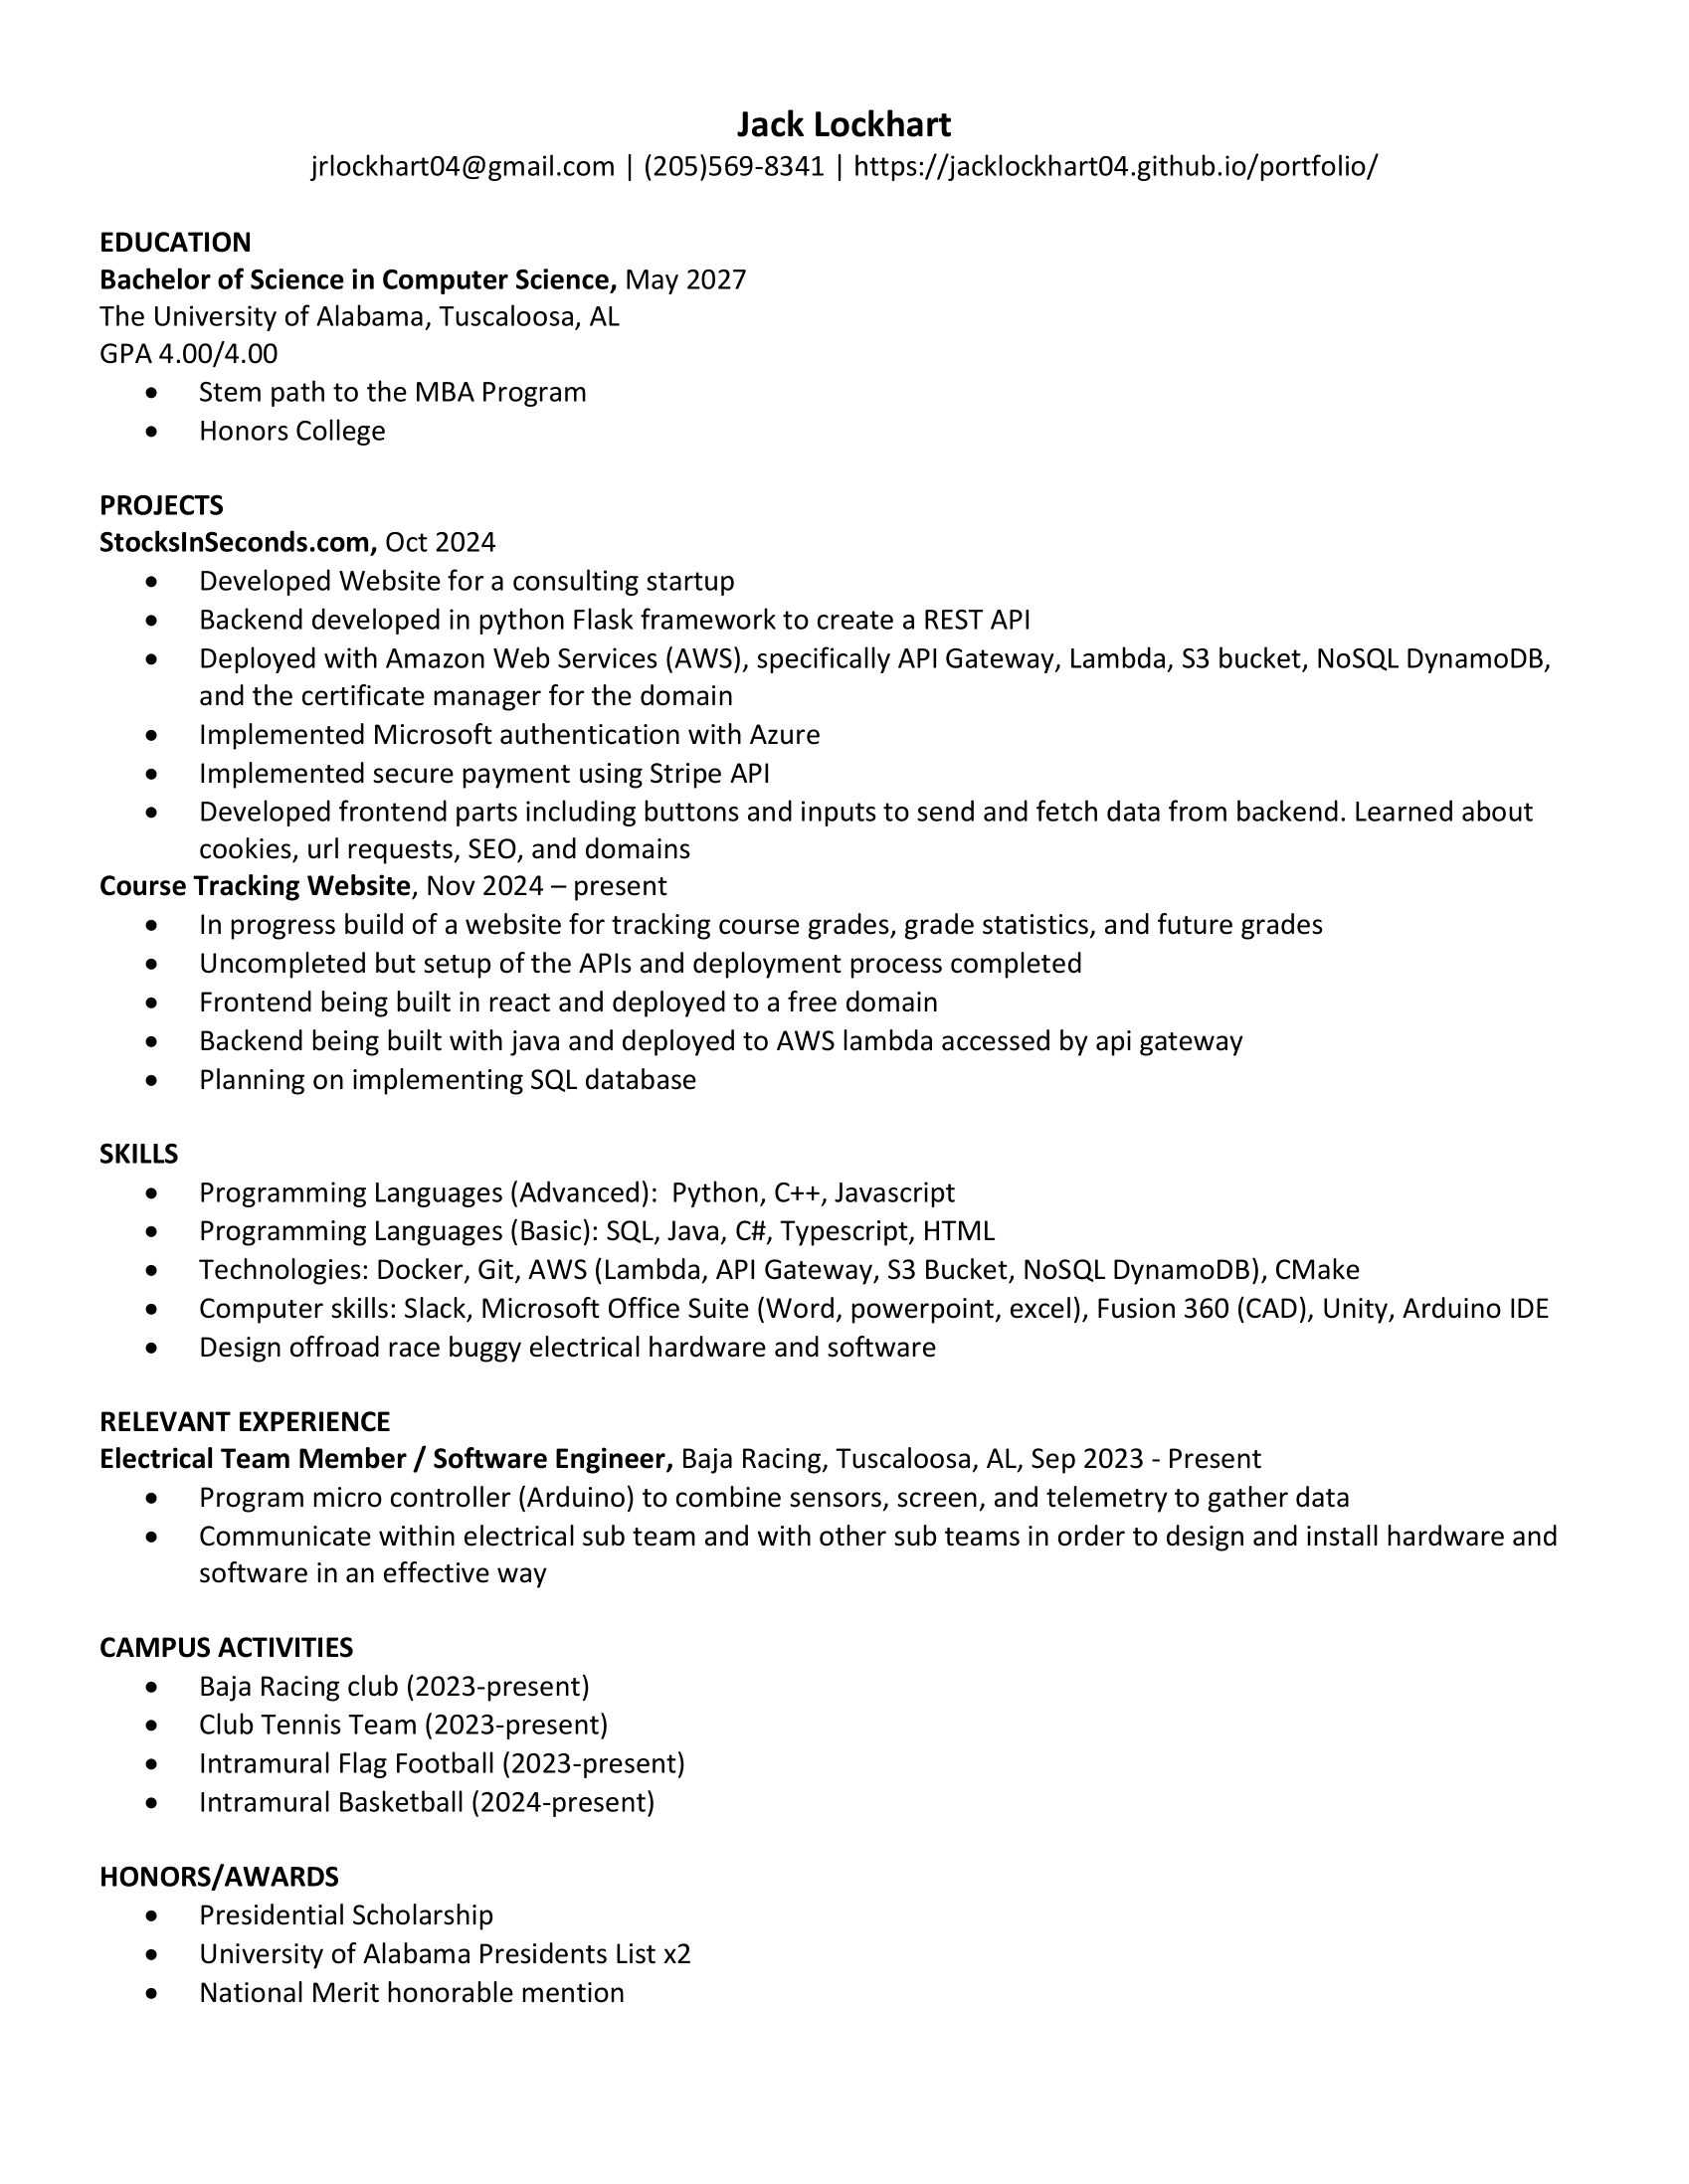 Jack Lockhart
jrlockhart04@gmail.com | (205)569-8341 | https://jacklockhart04.github.io/portfolio/
EDUCATION
Bachelor of Science in Computer Science, May 2027
The University of Alabama, Tuscaloosa, AL
GPA 4.00/4.00
• Stem path to the MBA Program
• Honors College
PROJECTS
StocksInSeconds.com, Oct 2024
• Developed Website for a consulting startup
• Backend developed in python Flask framework to create a REST API
• Deployed with Amazon Web Services (AWS), specifically API Gateway, Lambda, S3 bucket, NoSQL DynamoDB,
and the certificate manager for the domain
• Implemented Microsoft authentication with Azure
• Implemented secure payment using Stripe API
• Developed frontend parts including buttons and inputs to send and fetch data from backend. Learned about
cookies, url requests, SEO, and domains
Course Tracking Website, Nov 2024 – present
• In progress build of a website for tracking course grades, grade statistics, and future grades
• Uncompleted but setup of the APIs and deployment process completed
• Frontend being built in react and deployed to a free domain
• Backend being built with java and deployed to AWS lambda accessed by api gateway
• Planning on implementing SQL database
SKILLS
• Programming Languages (Advanced):  Python, C++, Javascript
• Programming Languages (Basic): SQL, Java, C#, Typescript, HTML
• Technologies: Docker, Git, AWS (Lambda, API Gateway, S3 Bucket, NoSQL DynamoDB), CMake
• Computer skills: Slack, Microsoft Office Suite (Word, powerpoint, excel), Fusion 360 (CAD), Unity, Arduino IDE
• Design offroad race buggy electrical hardware and software
RELEVANT EXPERIENCE
Electrical Team Member / Software Engineer, Baja Racing, Tuscaloosa, AL, Sep 2023 - Present
• Program micro controller (Arduino) to combine sensors, screen, and telemetry to gather data
• Communicate within electrical sub team and with other sub teams in order to design and install hardware and
software in an effective way
CAMPUS ACTIVITIES
• Baja Racing club (2023-present)
• Club Tennis Team (2023-present)
• Intramural Flag Football (2023-present)
• Intramural Basketball (2024-present)
HONORS/AWARDS
• Presidential Scholarship
• University of Alabama Presidents List x2
• National Merit honorable mention